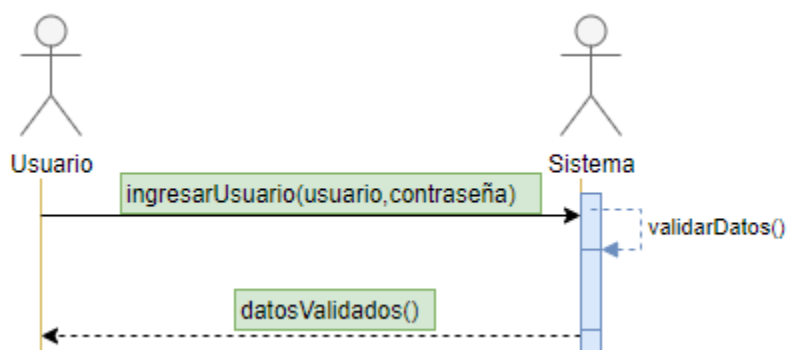 Usuario
Sistema
ingresarUsuario(usuario,contraseña)
validarDatos()
datosValidados()